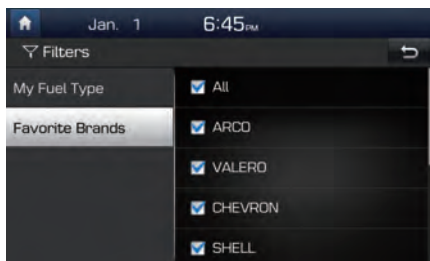 Jan. 1 6:45PM
Filters
My Fuel Type
Favorite Brands
All
ARCO
VALERO
CHEVRON
SHELL